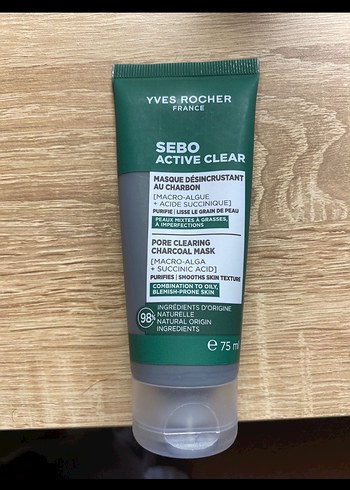 YVES ROCHER
FRANCE
SEBO
ACTIVE CLEAR
MASQUE DÉSINCRUSTANT
AU CHARBON
[MACRO-ALGUE
+ ACIDE SUCCINIQUE]
PURIFIE | LISSE LE GRAIN DE PEAU
PEAUX MIXTES À GRASSES,
À IMPERFECTIONS
PORE CLEARING
CHARCOAL MASK
[MACRO-ALGA
+ SUCCINIC ACID]
PURIFIES | SMOOTHS SKIN TEXTURE
COMBINATION TO OILY,
BLEMISH-PRONE SKIN
98%
INGRÉDIENTS D'ORIGINE
NATURELLE
NATURAL ORIGIN
INGREDIENTS
℮ 75 ml